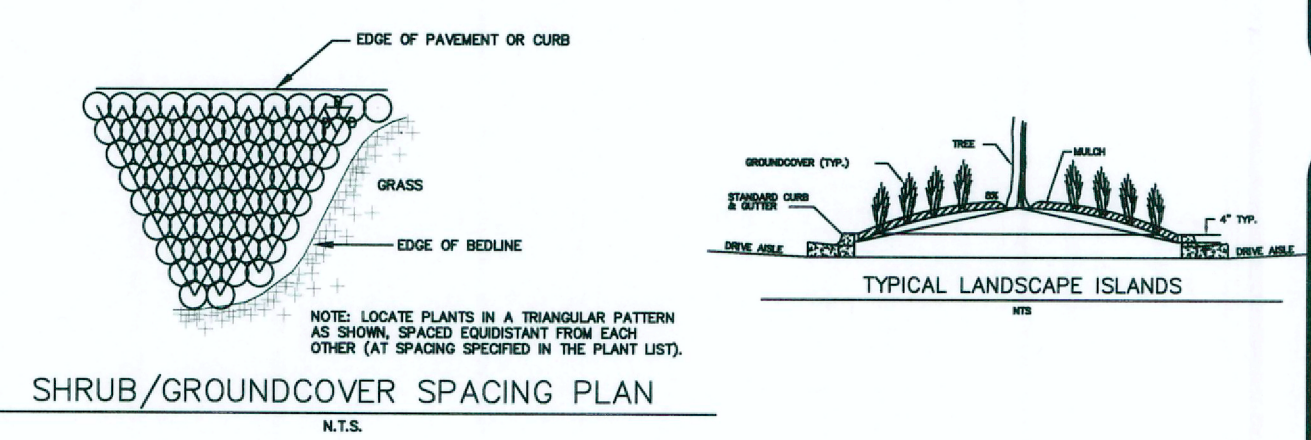 EDGE OF PAVEMENT OR CURB
GRASS
EDGE OF BEDLINE
NOTE: LOCATE PLANTS IN A TRIANGULAR PATTERN
AS SHOWN, SPACED EQUIDISTANT FROM EACH
OTHER (AT SPACING SPECIFIED IN THE PLANT LIST).
SHRUB/GROUNDCOVER SPACING PLAN
N.T.S.
TREE
MULCH
GROUNDCOVER (TYP.)
STANDARD CURB
& GUTTER
4" TYP.
DRIVE AISLE
DRIVE AISLE
TYPICAL LANDSCAPE ISLANDS
NTS